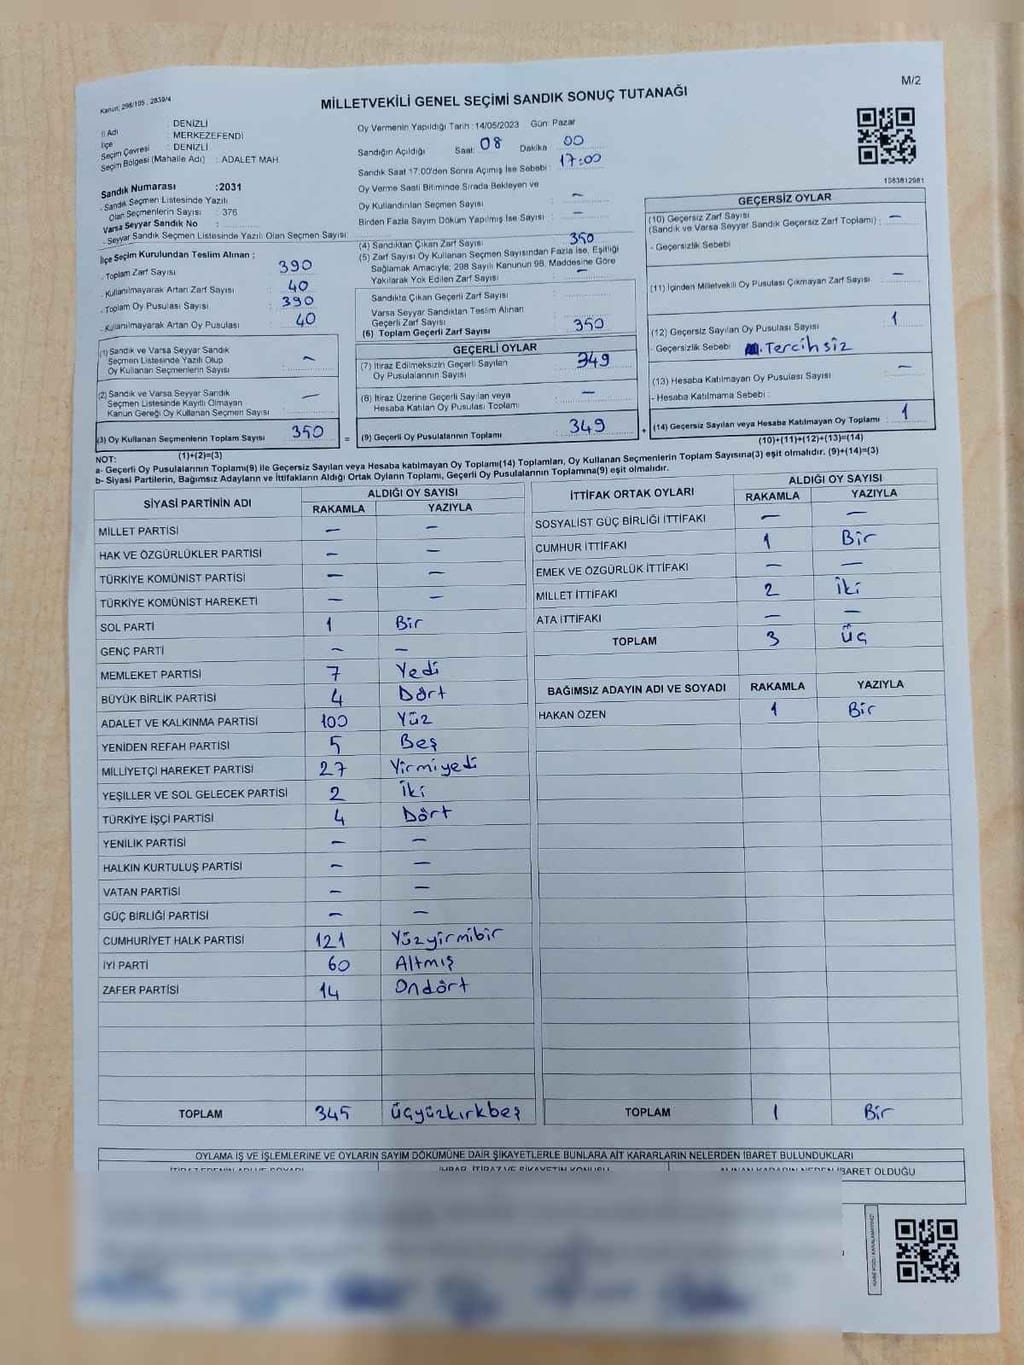 M/2
Kanun: 298/105 , 2839/4
MİLLETVEKİLİ GENEL SEÇİMİ SANDIK SONUÇ TUTANAĞI
İl Adı : DENİZLİ
İlçe : MERKEZEFENDİ
Seçim Çevresi : DENİZLİ
Seçim Bölgesi (Mahalle Adı) : ADALET MAH.
Sandık Numarası :2031
- Sandık Seçmen Listesinde Yazılı
Olan Seçmenlerin Sayısı : 376
Varsa Seyyar Sandık No :
- Seyyar Sandık Seçmen Listesinde Yazılı Olan Seçmen Sayısı:
İlçe Seçim Kurulundan Teslim Alınan ;
- Toplam Zarf Sayısı 390
- Kullanılmayarak Artan Zarf Sayısı 40
- Toplam Oy Pusulası Sayısı 390
- Kullanılmayarak Artan Oy Pusulası 40
(1) Sandık ve Varsa Seyyar Sandık
Seçmen Listesinde Yazılı Olup
Oy Kullanan Seçmenlerin Sayısı : –
(2) Sandık ve Varsa Seyyar Sandık
Seçmen Listesinde Kayıtlı Olmayan
Kanun Gereği Oy Kullanan Seçmen Sayısı –
(3) Oy Kullanan Seçmenlerin Toplam Sayısı 350 =
Oy Vermenin Yapıldığı Tarih :14/05/2023 Gün: Pazar
Sandığın Açıldığı Saat: 08 Dakika 00
Sandık Saat 17:00'den Sonra Açımış İse Sebebi : 17:00
Oy Verme Saati Bitiminde Sırada Bekleyen ve
Oy Kullandırılan Seçmen Sayısı –
Birden Fazla Sayım Döküm Yapılmış İse Sayısı : –
(4) Sandıktan Çıkan Zarf Sayısı 350
(5) Zarf Sayısı Oy Kullanan Seçmen Sayısından Fazla İse, Eşitliği
Sağlamak Amacıyla; 298 Sayılı Kanunun 98. Maddesine Göre
Yakılarak Yok Edilen Zarf Sayısı –
Sandıkta Çıkan Geçerli Zarf Sayısı
Varsa Seyyar Sandıktan Teslim Alınan
Geçerli Zarf Sayısı
(6) Toplam Geçerli Zarf Sayısı 350
GEÇERLİ OYLAR
(7) İtiraz Edilmeksizin Geçerli Sayılan
Oy Pusulalarının Sayısı 349
(8) İtiraz Üzerine Geçerli Sayılan veya
Hesaba Katılan Oy Pusulası Toplamı –
(9) Geçerli Oy Pusulalarının Toplamı 349 +
1983812981
GEÇERSİZ OYLAR
(10) Geçersiz Zarf Sayısı
(Sandık ve Varsa Seyyar Sandık Geçersiz Zarf Toplamı) : –
- Geçersizlik Sebebi
(11) İçinden Milletvekili Oy Pusulası Çıkmayan Zarf Sayısı –
(12) Geçersiz Sayılan Oy Pusulası Sayısı 1
- Geçersizlik Sebebi Tercihsiz
(13) Hesaba Katılmayan Oy Pusulası Sayısı –
- Hesaba Katılmama Sebebi :
(14) Geçersiz Sayılan veya Hesaba Katılmayan Oy Toplamı 1
NOT: (1)+(2)=(3) (10)+(11)+(12)+(13)=(14)
a- Geçerli Oy Pusulalarının Toplamı(9) ile Geçersiz Sayılan veya Hesaba katılmayan Oy Toplamı(14) Toplamları, Oy Kullanan Seçmenlerin Toplam Sayısına(3) eşit olmalıdır. (9)+(14)=(3)
b- Siyasi Partilerin, Bağımsız Adayların ve İttifakların Aldığı Ortak Oyların Toplamı, Geçerli Oy Pusulalarının Toplamına(9) eşit olmalıdır.
SİYASİ PARTİNİN ADI ALDIĞI OY SAYISI
RAKAMLA YAZIYLA
MİLLET PARTİSİ – –
HAK VE ÖZGÜRLÜKLER PARTİSİ – –
TÜRKİYE KOMÜNİST PARTİSİ – –
TÜRKİYE KOMÜNİST HAREKETİ – –
SOL PARTİ 1 Bir
GENÇ PARTİ – –
MEMLEKET PARTİSİ 7 Yedi
BÜYÜK BİRLİK PARTİSİ 4 Dört
ADALET VE KALKINMA PARTİSİ 100 Yüz
YENİDEN REFAH PARTİSİ 5 Beş
MİLLİYETÇİ HAREKET PARTİSİ 27 Yirmiyedi
YEŞİLLER VE SOL GELECEK PARTİSİ 2 İki
TÜRKİYE İŞÇİ PARTİSİ 4 Dört
YENİLİK PARTİSİ – –
HALKIN KURTULUŞ PARTİSİ – –
VATAN PARTİSİ – –
GÜÇ BİRLİĞİ PARTİSİ – –
CUMHURİYET HALK PARTİSİ 121 Yüzyirmibir
İYİ PARTİ 60 Altmış
ZAFER PARTİSİ 14 Ondört
TOPLAM 345 üçyüzkırkbeş
İTTİFAK ORTAK OYLARI ALDIĞI OY SAYISI
RAKAMLA YAZIYLA
SOSYALİST GÜÇ BİRLİĞİ İTTİFAKI – –
CUMHUR İTTİFAKI 1 Bir
EMEK VE ÖZGÜRLÜK İTTİFAKI – –
MİLLET İTTİFAKI 2 İki
ATA İTTİFAKI – –
TOPLAM 3 üç
BAĞIMSIZ ADAYIN ADI VE SOYADI RAKAMLA YAZIYLA
HAKAN ÖZEN 1 Bir
TOPLAM 1 Bir
OYLAMA İŞ VE İŞLEMLERİNE VE OYLARIN SAYIM DÖKÜMÜNE DAİR ŞİKAYETLERLE BUNLARA AİT KARARLARIN NELERDEN İBARET BULUNDUKLARI
İTİRAZ EDENİN ADI VE SOYADI İHBAR, İTİRAZ VE ŞİKAYETİN KONUSU ALINAN KARARIN NEDEN İBARET OLDUĞU